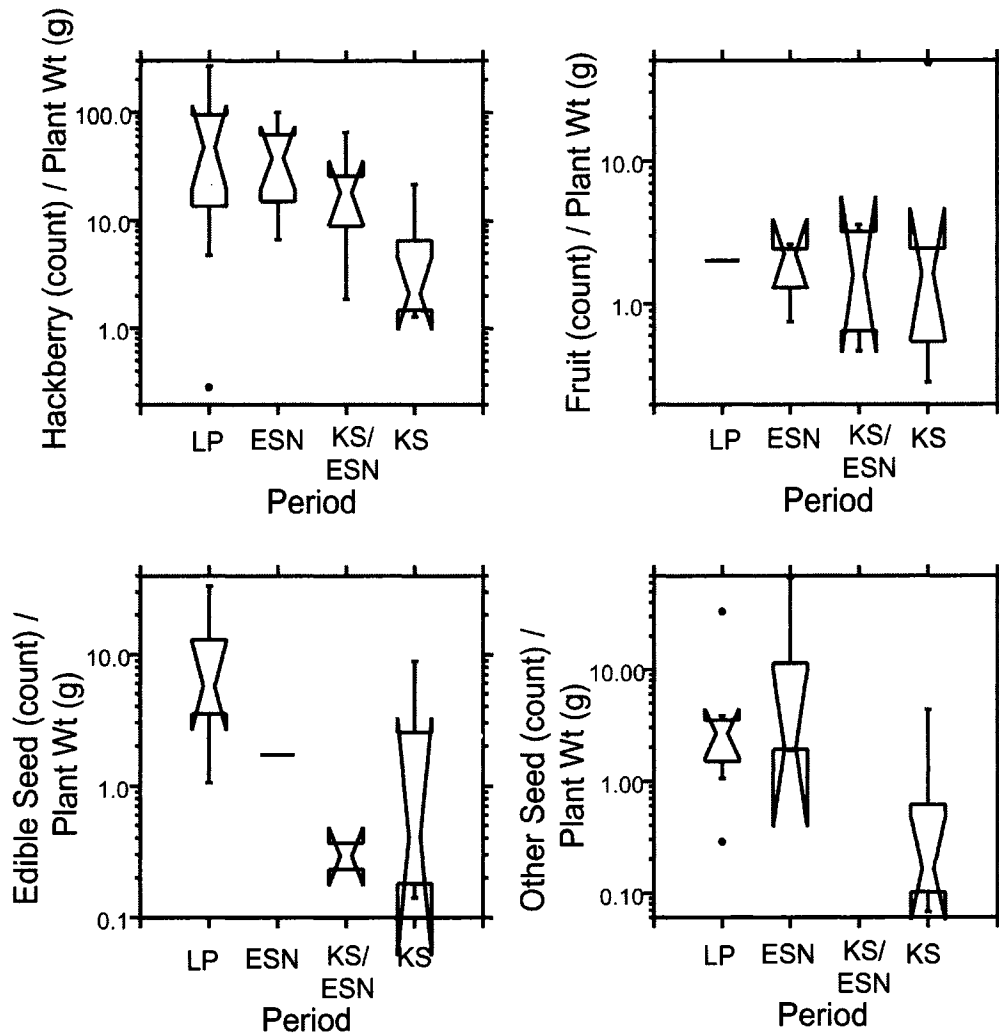 Hackberry (count) / Plant Wt (g)
100.0
10.0
1.0
LP ESN KS/ KS
ESN
Period
Fruit (count) / Plant Wt (g)
10.0
1.0
LP ESN KS/ KS
ESN
Period
Edible Seed (count) /
Plant Wt (g)
10.0
1.0
0.1
LP ESN KS/ KS
ESN
Period
Other Seed (count) /
Plant Wt (g)
10.00
1.00
0.10
LP ESN KS/ KS
ESN
Period